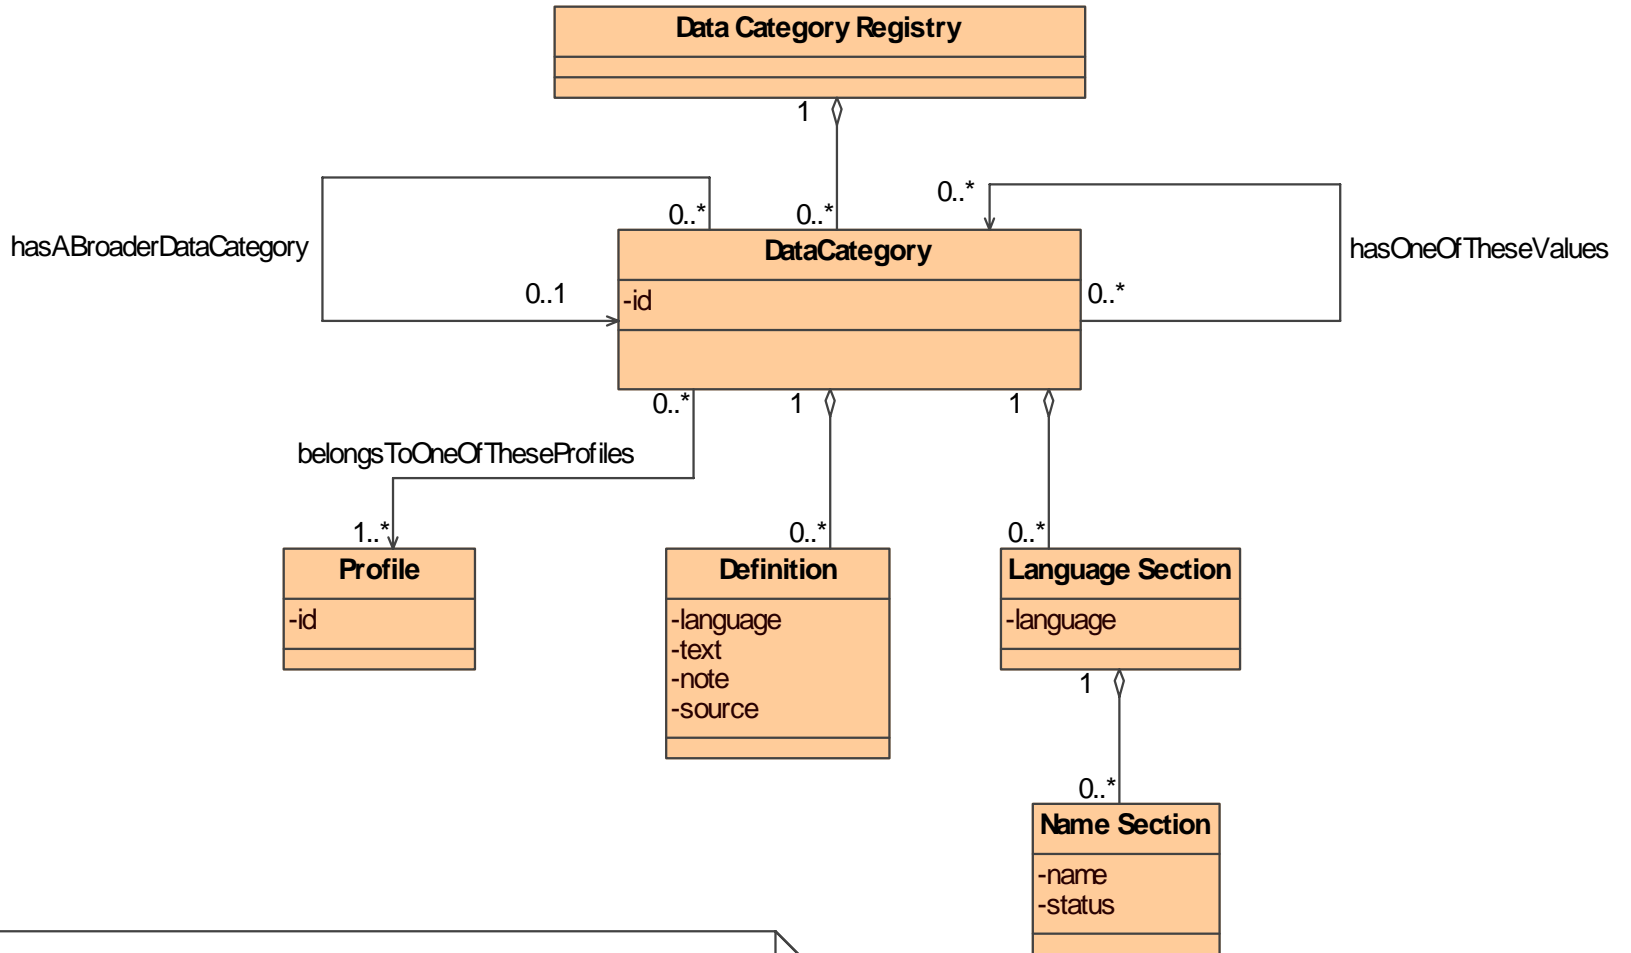 Data Category Registry
1
0..*
0..*
0..*
hasABroaderDataCategory
DataCategory
hasOneOfTheseValues
0..1
-id
0..*
0..*
1
1
belongsToOneOfTheseProfiles
1..*
0..*
0..*
Profile
-id
Definition
-language
-text
-note
-source
Language Section
-language
1
0..*
Name Section
-name
-status